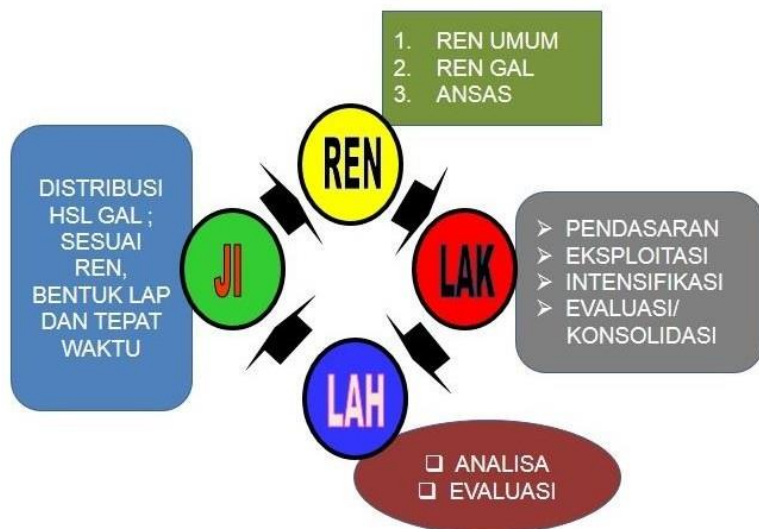 1. REN UMUM
2. REN GAL
3. ANSAS
REN
DISTRIBUSI
HSL GAL ;
SESUAI
REN,
BENTUK LAP
DAN TEPAT
WAKTU
JI
LAK
➢ PENDASARAN
➢ EKSPLOITASI
➢ INTENSIFIKASI
➢ EVALUASI/
KONSOLIDASI
LAH
❑ ANALISA
❑ EVALUASI